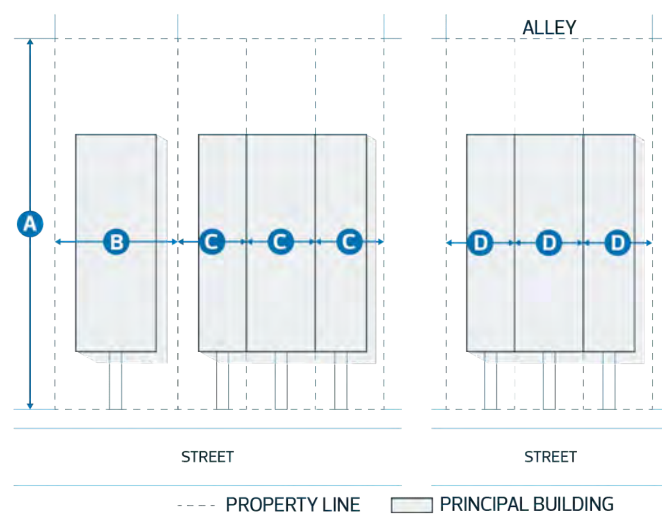 ALLEY
A
B
C
C
C
D
D
D
STREET
STREET
PROPERTY LINE
PRINCIPAL BUILDING